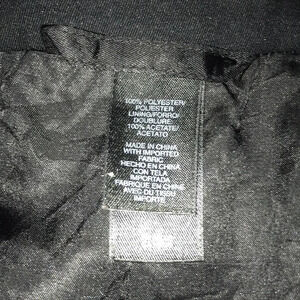 100% POLYESTER/
POLIESTER
LINING/FORRO/
DOUBLURE:
100% ACETATE/
ACETATO
MADE IN CHINA
WITH IMPORTED
FABRIC
HECHO EN CHINA
CON TELA
IMPORTADA
FABRIQUE EN CHINE
AVEC DU TISSU
IMPORTE